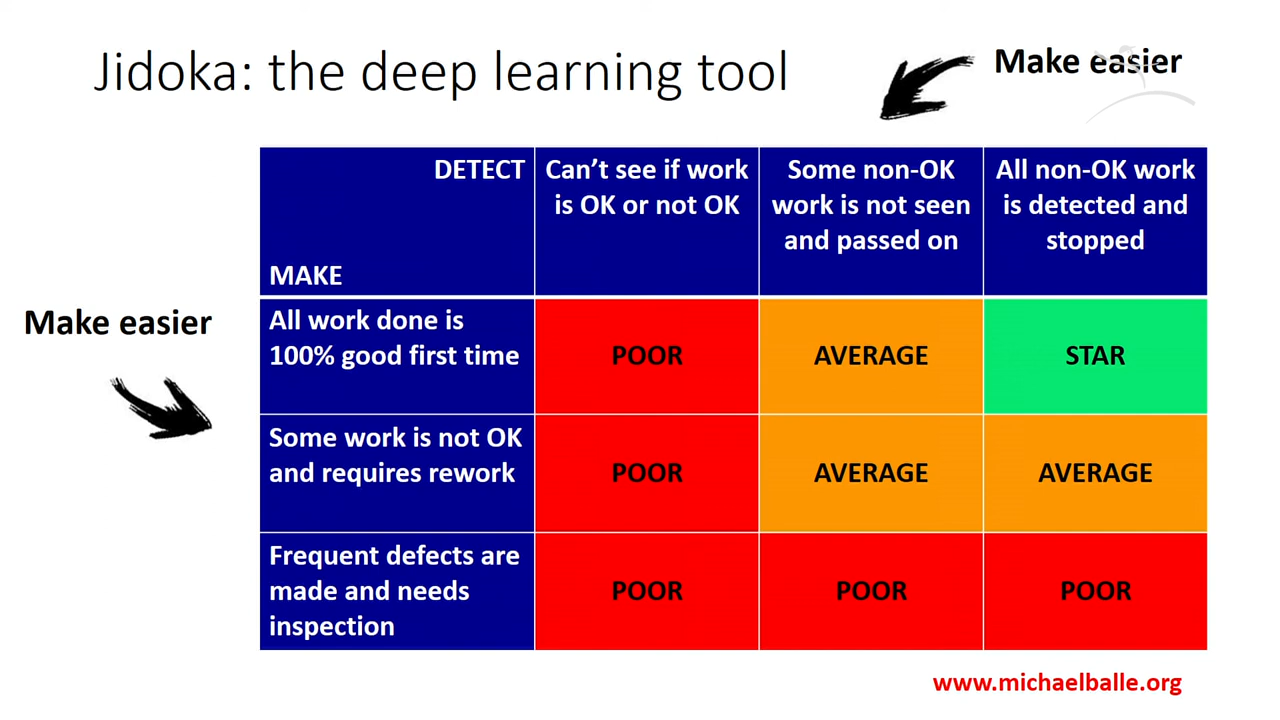 Jidoka: the deep learning tool
Make easier
DETECT
MAKE
Can’t see if work
is OK or not OK
Some non-OK
work is not seen
and passed on
All non-OK work
is detected and
stopped
Make easier
All work done is
100% good first time
POOR
AVERAGE
STAR
Some work is not OK
and requires rework
POOR
AVERAGE
AVERAGE
Frequent defects are
made and needs
inspection
POOR
POOR
POOR
www.michaelballe.org